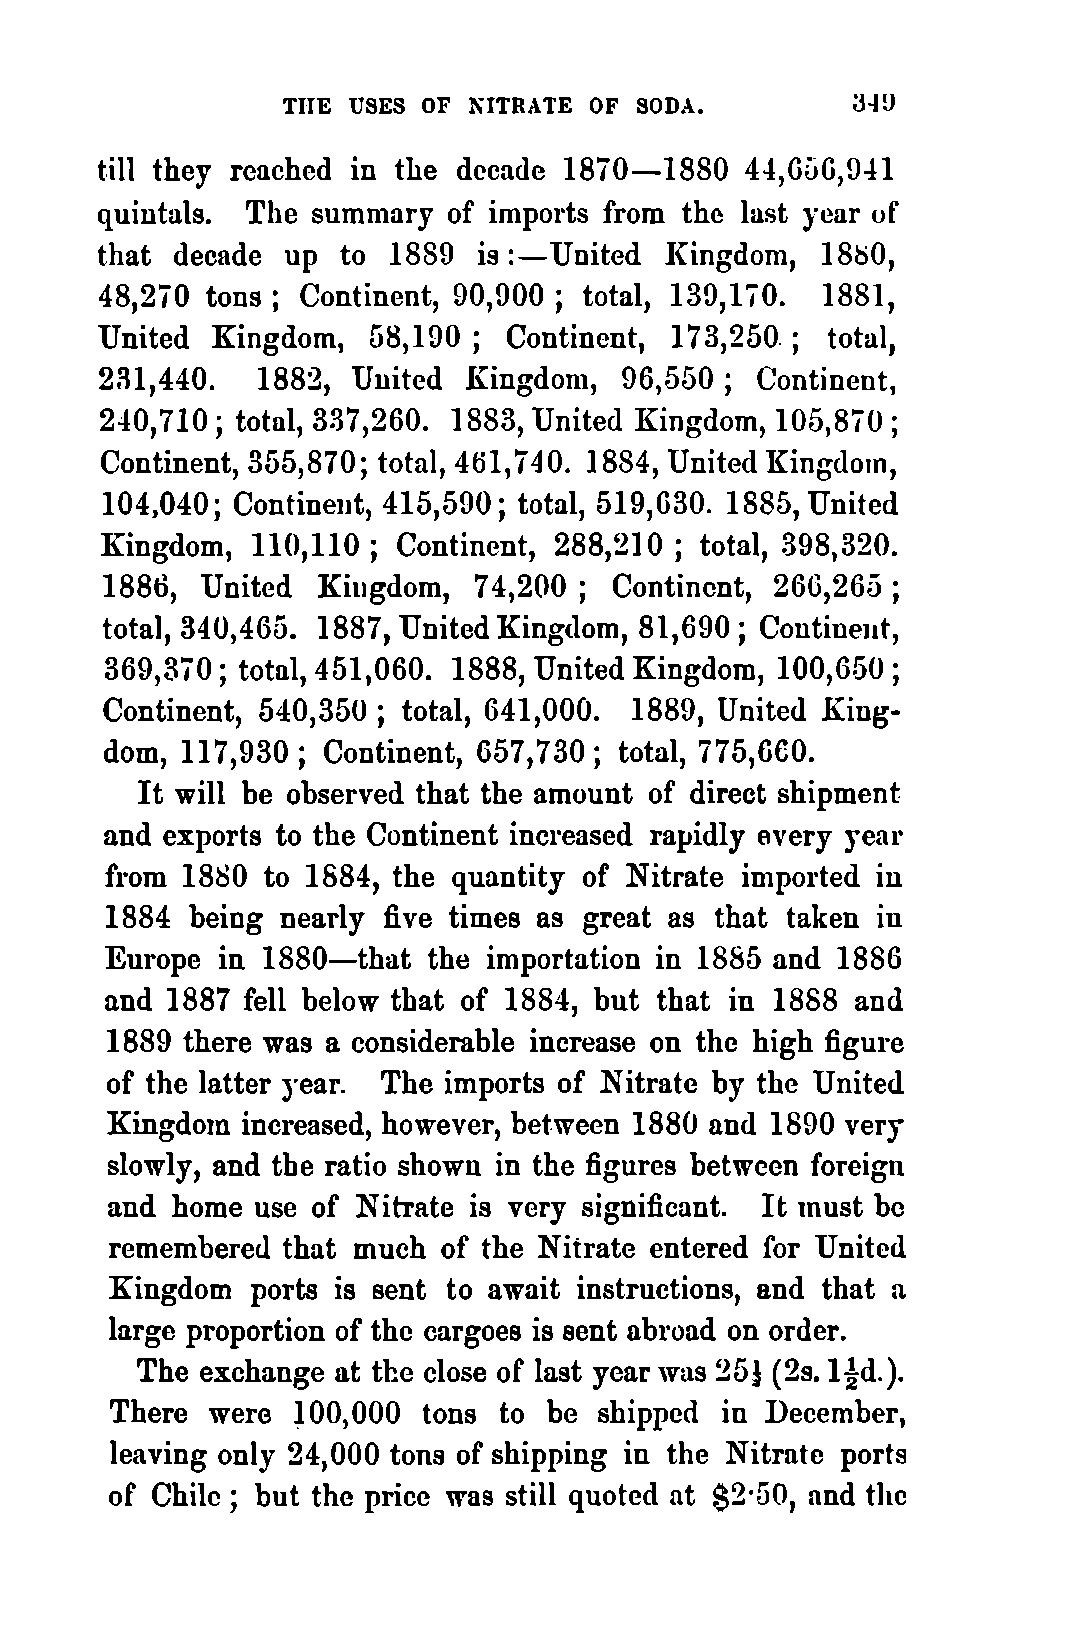 THE USES OF NITRATE OF SODA. 349
till they reached in the decade 1870—1880 44,656,941
quintals. The summary of imports from the last year of
that decade up to 1889 is :—United Kingdom, 1880,
48,270 tons ; Continent, 90,900 ; total, 139,170. 1881,
United Kingdom, 58,190 ; Continent, 173,250 ; total,
231,440. 1882, United Kingdom, 96,550 ; Continent,
240,710 ; total, 337,260. 1883, United Kingdom, 105,870 ;
Continent, 355,870 ; total, 461,740. 1884, United Kingdom,
104,040 ; Continent, 415,590 ; total, 519,630. 1885, United
Kingdom, 110,110 ; Continent, 288,210 ; total, 398,320.
1886, United Kingdom, 74,200 ; Continent, 266,265 ;
total, 340,465. 1887, United Kingdom, 81,690 ; Continent,
369,370 ; total, 451,060. 1888, United Kingdom, 100,650 ;
Continent, 540,350 ; total, 641,000. 1889, United King-
dom, 117,930 ; Continent, 657,730 ; total, 775,660.
It will be observed that the amount of direct shipment
and exports to the Continent increased rapidly every year
from 1880 to 1884, the quantity of Nitrate imported in
1884 being nearly five times as great as that taken in
Europe in 1880—that the importation in 1885 and 1886
and 1887 fell below that of 1884, but that in 1888 and
1889 there was a considerable increase on the high figure
of the latter year. The imports of Nitrate by the United
Kingdom increased, however, between 1880 and 1890 very
slowly, and the ratio shown in the figures between foreign
and home use of Nitrate is very significant. It must be
remembered that much of the Nitrate entered for United
Kingdom ports is sent to await instructions, and that a
large proportion of the cargoes is sent abroad on order.
The exchange at the close of last year was 25½ (2s. 1½d.).
There were 100,000 tons to be shipped in December,
leaving only 24,000 tons of shipping in the Nitrate ports
of Chile ; but the price was still quoted at $2·50, and the